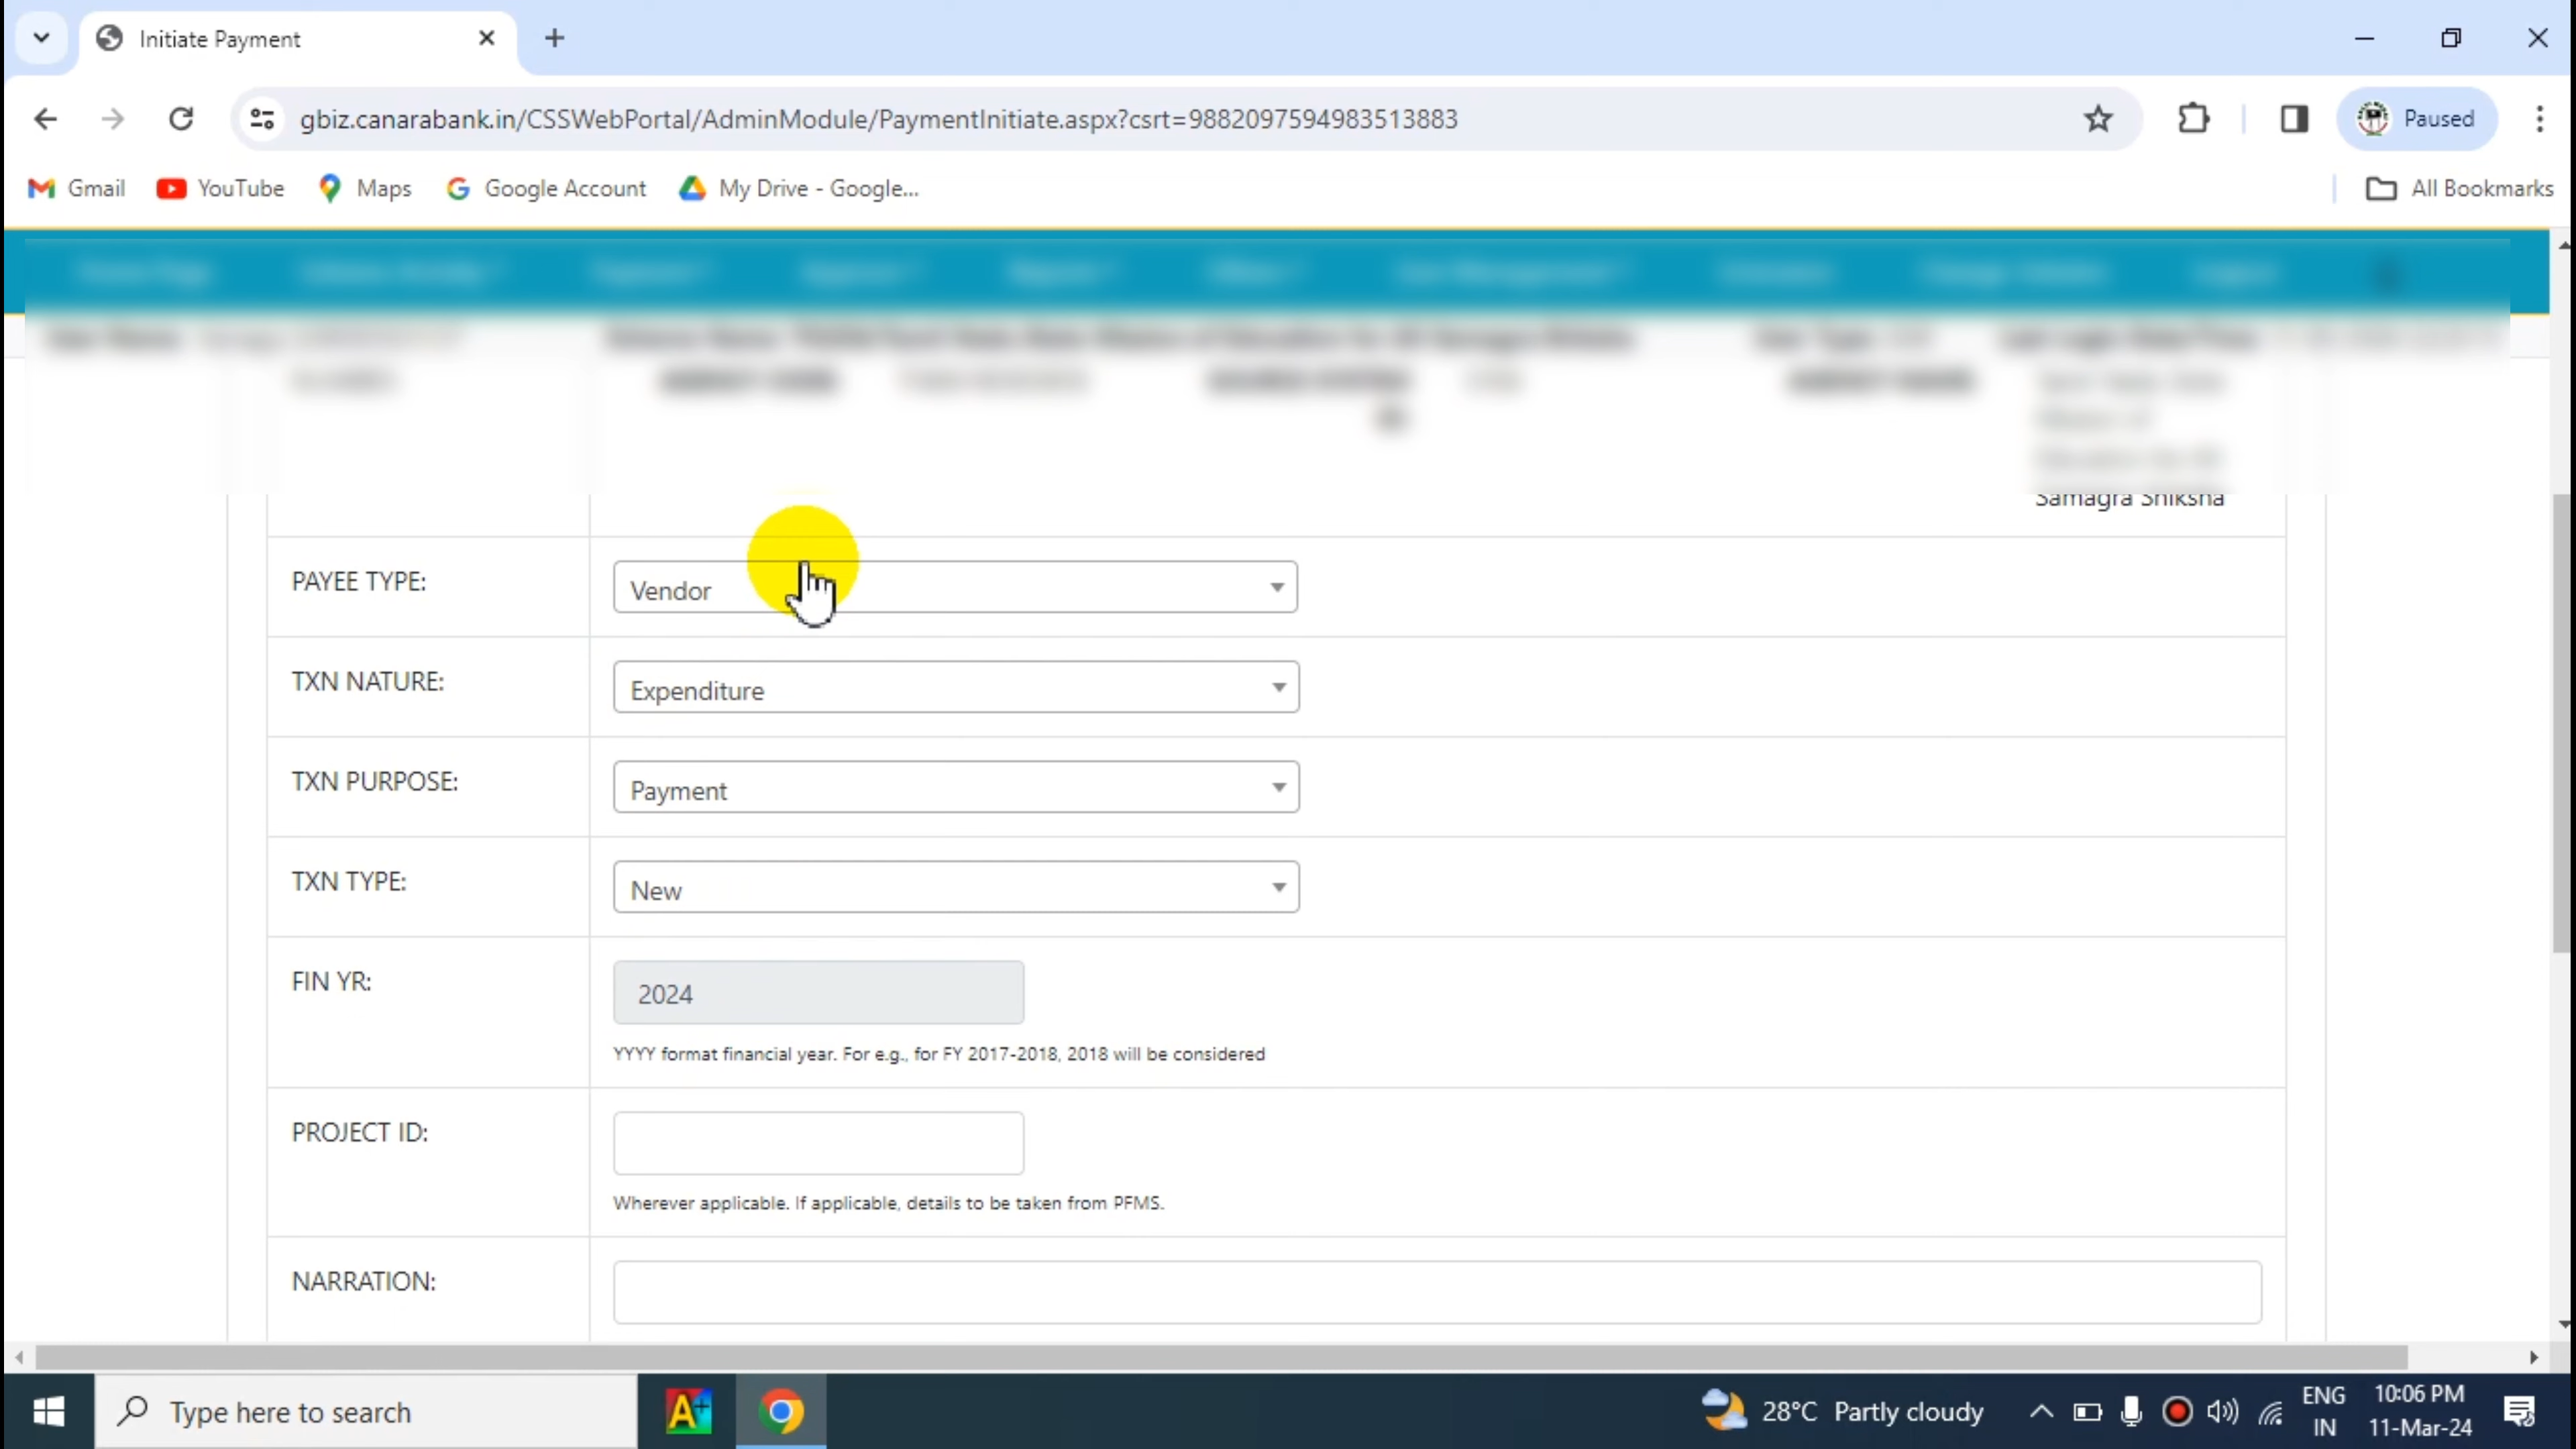 Initiate Payment
gbiz.canarabank.in/CSSWebPortal/AdminModule/PaymentInitiate.aspx?csrt=9882097594983513883
Paused
Gmail
YouTube
Maps
Google Account
My Drive - Google...
All Bookmarks
Samagra Shiksha
PAYEE TYPE:
Vendor
TXN NATURE:
Expenditure
TXN PURPOSE:
Payment
TXN TYPE:
New
FIN YR:
2024
YYYY format financial year. For e.g., for FY 2017-2018, 2018 will be considered
PROJECT ID:
Wherever applicable. If applicable, details to be taken from PFMS.
NARRATION:
Type here to search
28°C Partly cloudy
ENG
IN
10:06 PM
11-Mar-24